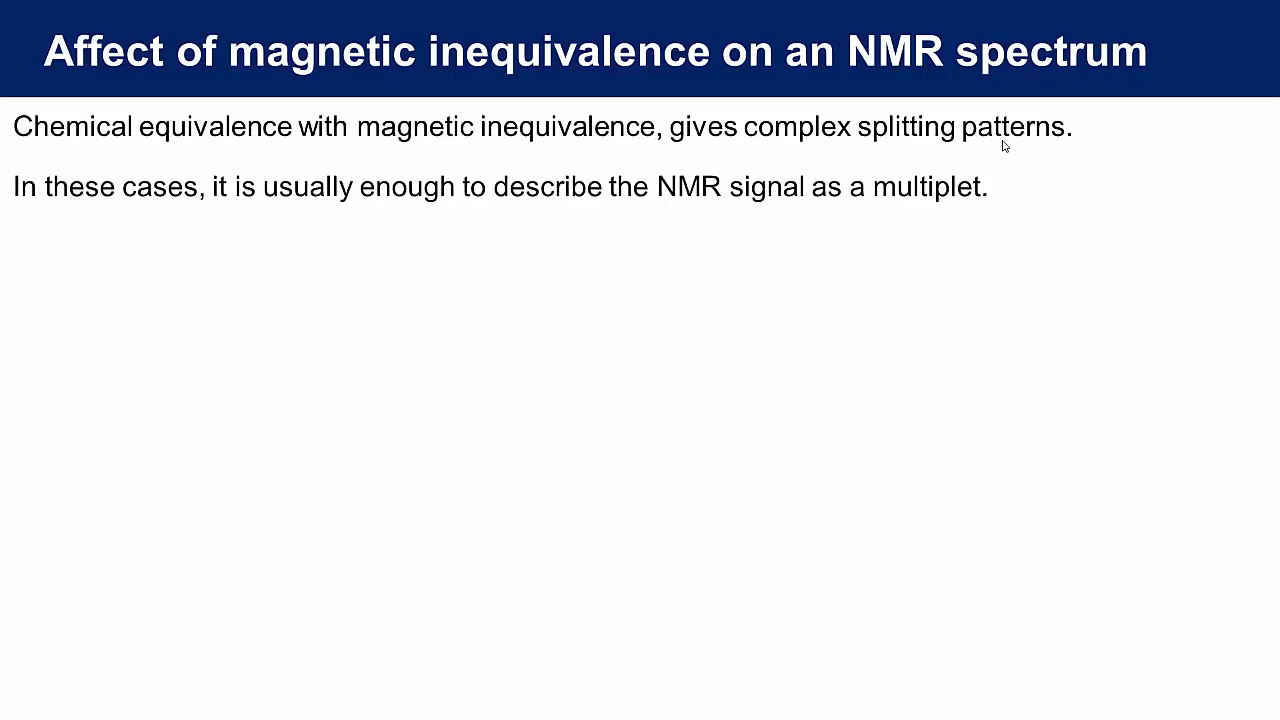 Affect of magnetic inequivalence on an NMR spectrum
Chemical equivalence with magnetic inequivalence, gives complex splitting patterns.
In these cases, it is usually enough to describe the NMR signal as a multiplet.